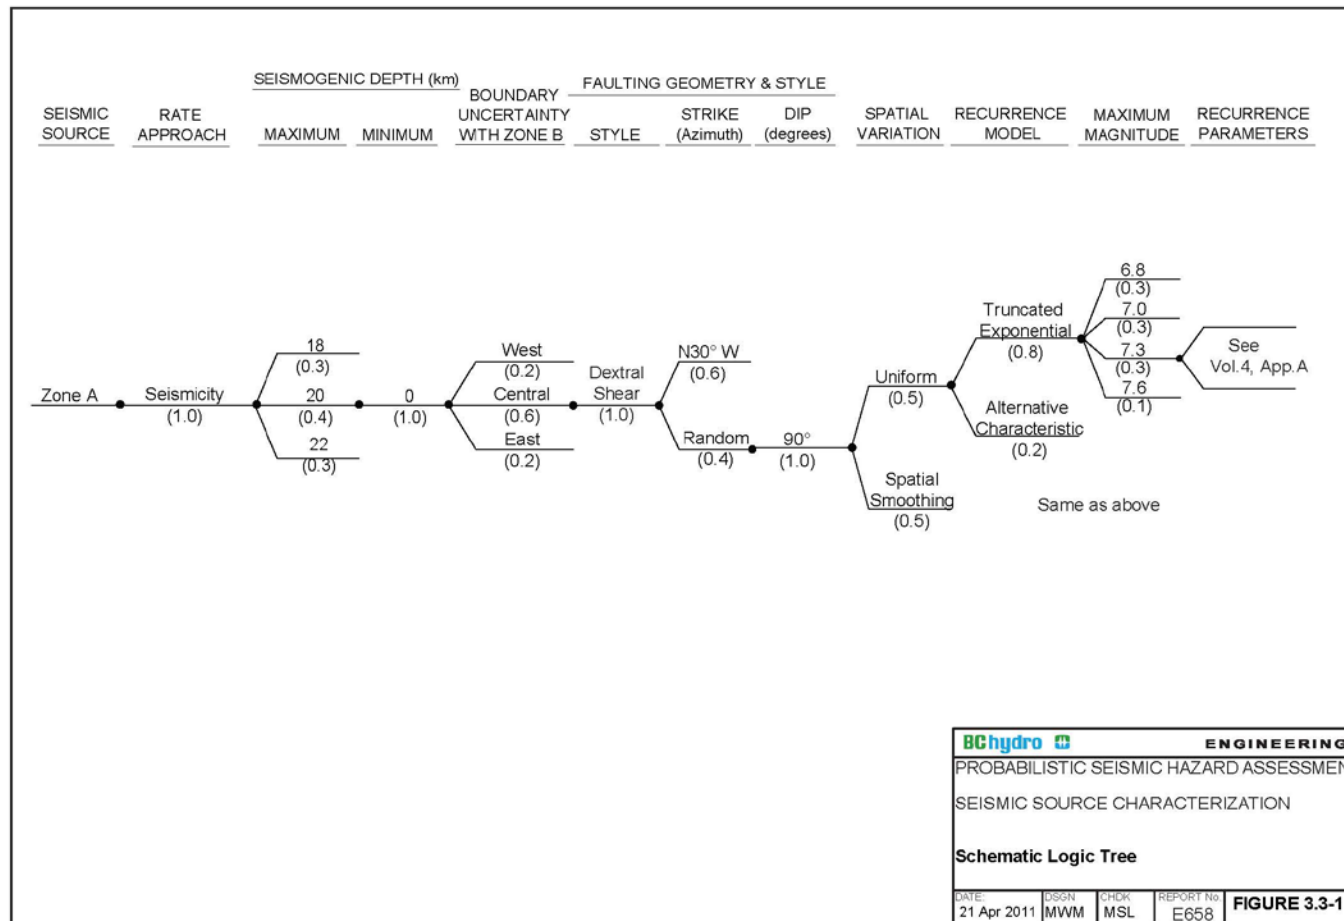 SEISMOGENIC DEPTH (km)
FAULTING GEOMETRY & STYLE
SEISMIC
SOURCE
RATE
APPROACH
MAXIMUM
MINIMUM
BOUNDARY
UNCERTAINTY
WITH ZONE B
STYLE
STRIKE
(Azimuth)
DIP
(degrees)
SPATIAL
VARIATION
RECURRENCE
MODEL
MAXIMUM
MAGNITUDE
RECURRENCE
PARAMETERS
Zone A
Seismicity
(1.0)
18
(0.3)
20
(0.4)
22
(0.3)
0
(1.0)
West
(0.2)
Central
(0.6)
East
(0.2)
Dextral
Shear
(1.0)
N30° W
(0.6)
Random
(0.4)
90°
(1.0)
Uniform
(0.5)
Spatial
Smoothing
(0.5)
Truncated
Exponential
(0.8)
Alternative
Characteristic
(0.2)
Same as above
6.8
(0.3)
7.0
(0.3)
7.3
(0.3)
7.6
(0.1)
See
Vol.4, App.A
BC hydro
ENGINEERING
PROBABILISTIC SEISMIC HAZARD ASSESSMEN
SEISMIC SOURCE CHARACTERIZATION
Schematic Logic Tree
DATE:
21 Apr 2011
DSGN
MWM
CHDK
MSL
REPORT No.
E658
FIGURE 3.3-1